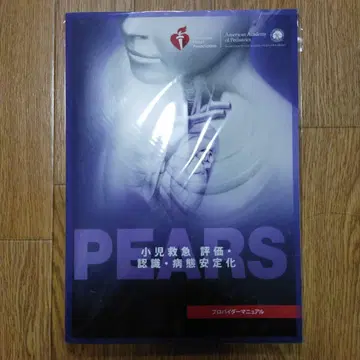 American Academy
of Pediatrics
PEARS
小児救急 評価・
認識・病態安定化
プロバイダーマニュアル